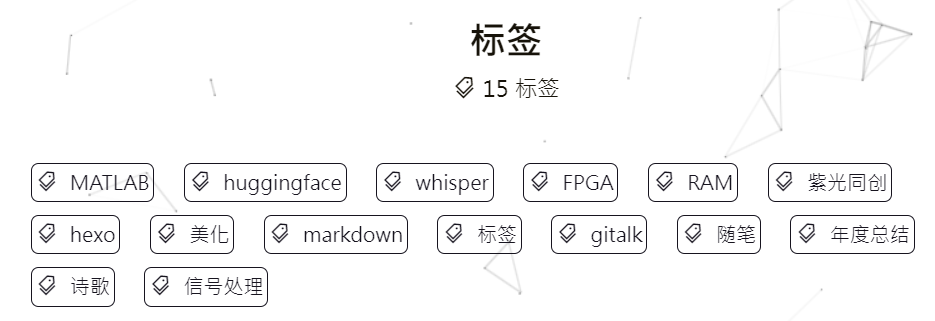 标签
15 标签
MATLAB huggingface whisper FPGA RAM 紫光同创
hexo 美化 markdown 标签 gitalk 随笔 年度总结
诗歌 信号处理